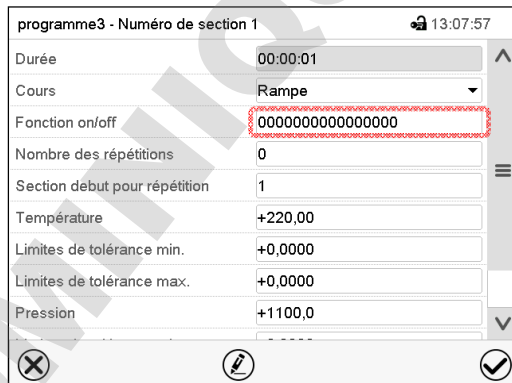 programme3 - Numéro de section 1 13:07:57
Durée 00:00:01
Cours Rampe
Fonction on/off 0000000000000000
Nombre des répétitions 0
Section debut pour répétition 1
Température +220,00
Limites de tolérance min. +0,0000
Limites de tolérance max. +0,0000
Pression +1100,0